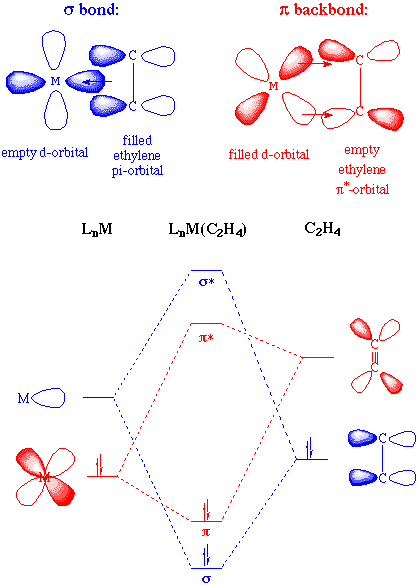 σ bond:
π backbond:
C
C
M
C
C
M
empty d-orbital
filled
ethylene
pi-orbital
filled d-orbital
empty
ethylene
π*-orbital
LₙM
LₙM(C₂H₄)
C₂H₄
σ*
π*
C
C
M
C
C
M
π
σ